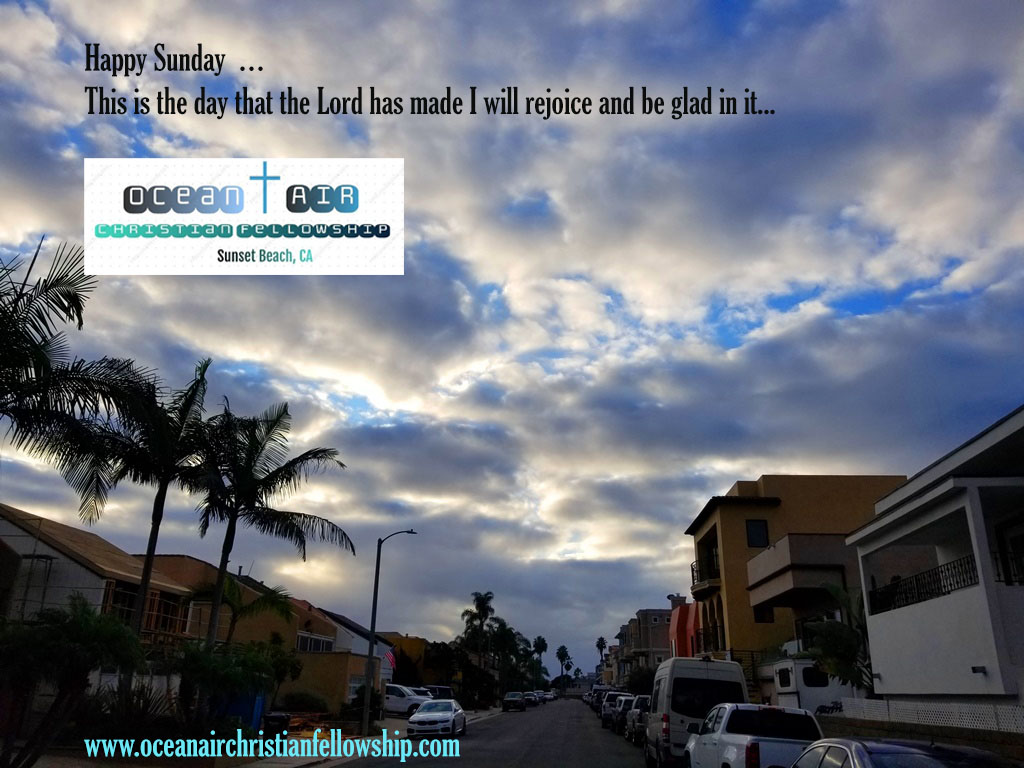 Happy Sunday ...
This is the day that the Lord has made I will rejoice and be glad in it...
OCEAN AIR
CHRISTIAN FELLOWSHIP
Sunset Beach, CA
www.oceanairchristianfellowship.com